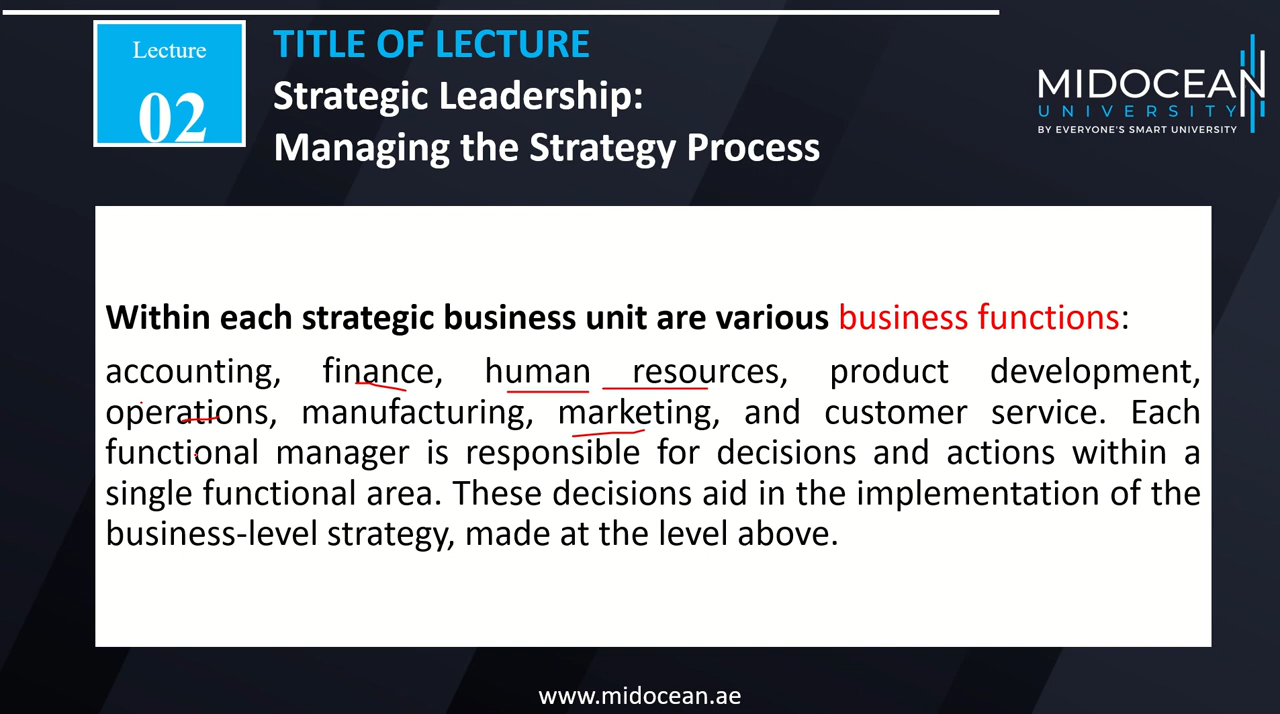 Lecture
02
TITLE OF LECTURE
Strategic Leadership:
Managing the Strategy Process
MIDOCEAN
UNIVERSITY
BY EVERYONE'S SMART UNIVERSITY
Within each strategic business unit are various business functions:
accounting, finance, human resources, product development,
operations, manufacturing, marketing, and customer service. Each
functional manager is responsible for decisions and actions within a
single functional area. These decisions aid in the implementation of the
business-level strategy, made at the level above.
www.midocean.ae